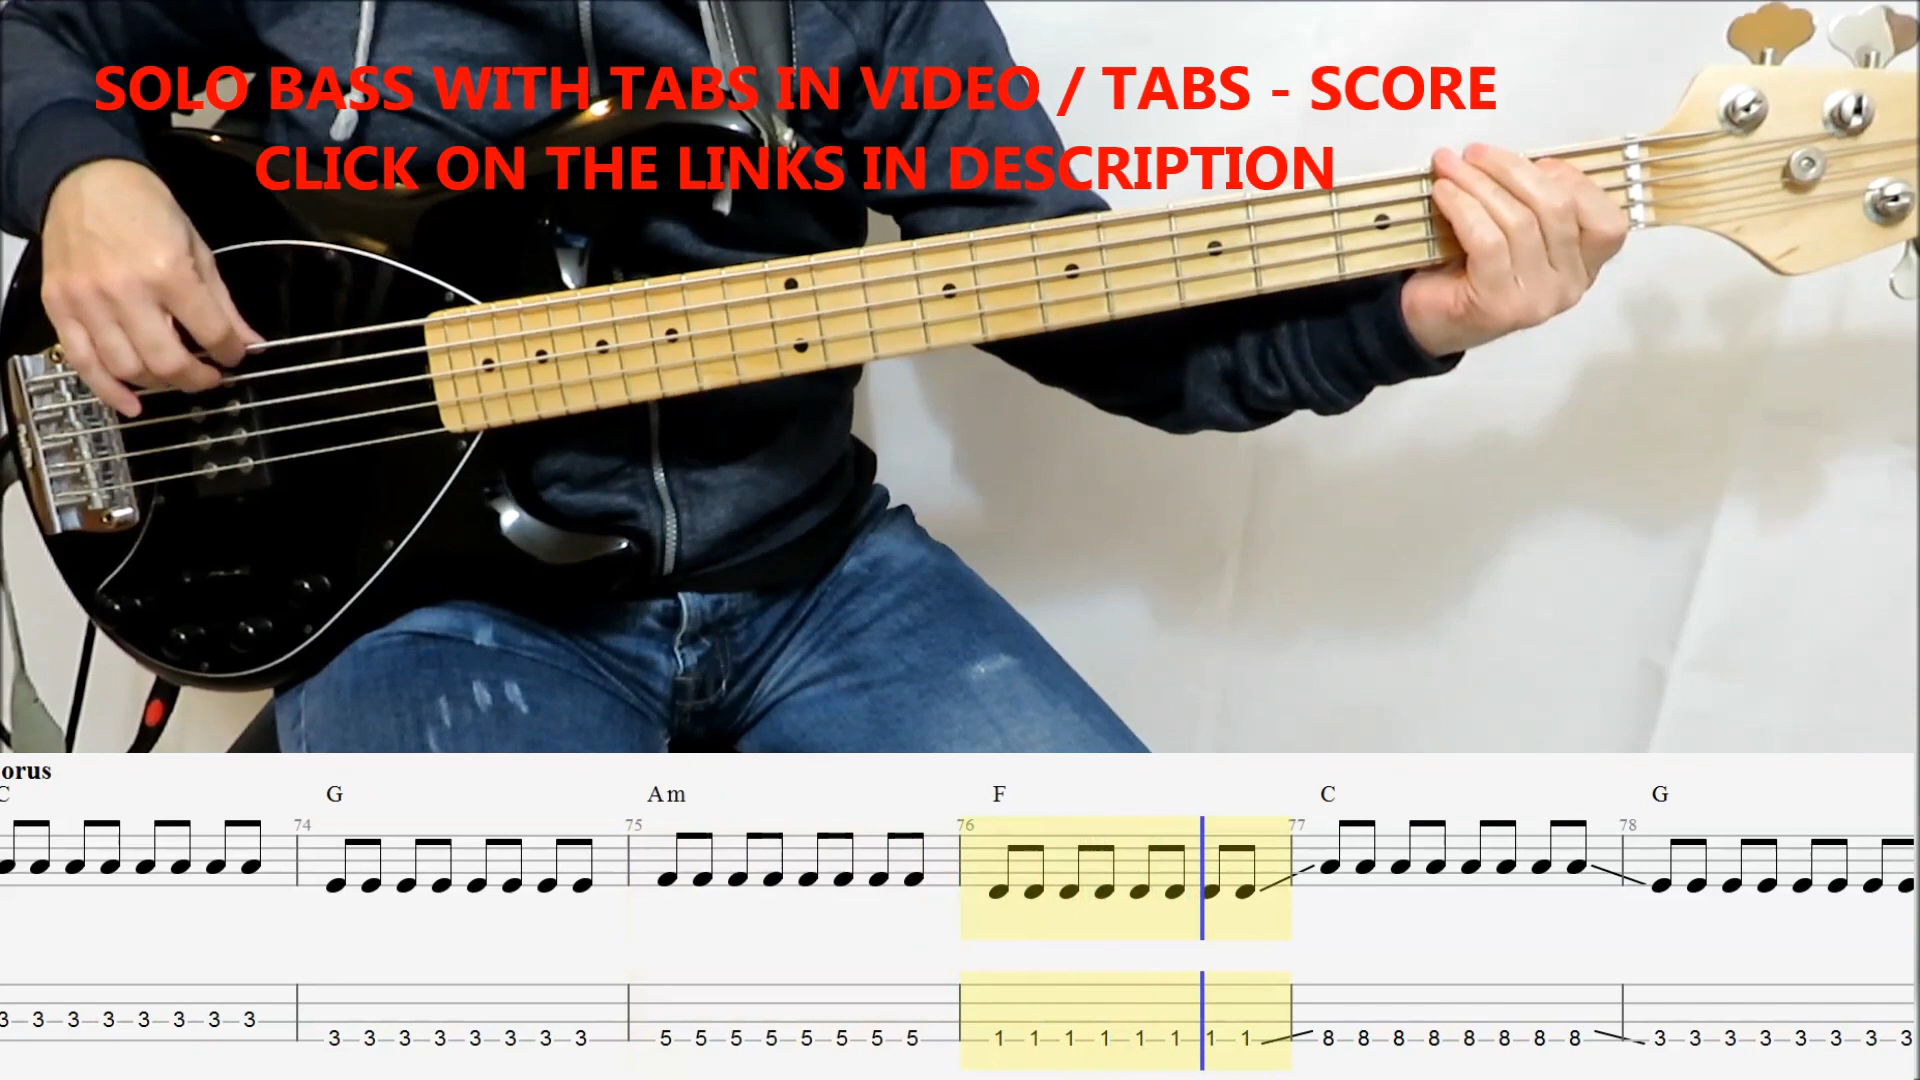 SOLO BASS WITH TABS IN VIDEO / TABS - SCORE
CLICK ON THE LINKS IN DESCRIPTION
orus
C G Am F C G
74 75 76 77 78
3 3 3 3 3 3 3 3 3 3 3 3 3 3 3 3 5 5 5 5 5 5 5 5 1 1 1 1 1 1 1 1 8 8 8 8 8 8 8 8 3 3 3 3 3 3 3 3